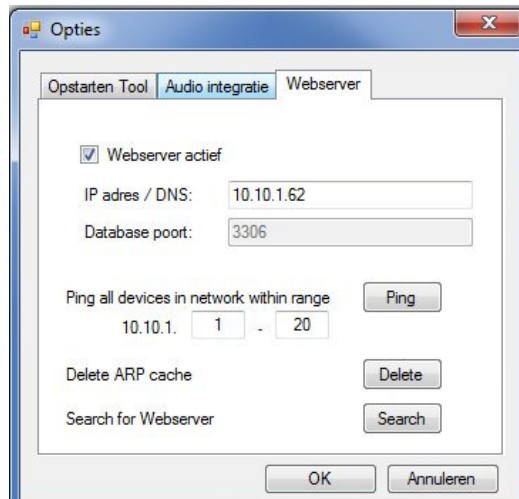 Opties
Opstarten Tool Audio integratie Webserver
Webserver actief
IP adres / DNS: 10.10.1.62
Database poort: 3306
Ping all devices in network within range Ping
10.10.1. 1 - 20
Delete ARP cache Delete
Search for Webserver Search
OK Annuleren